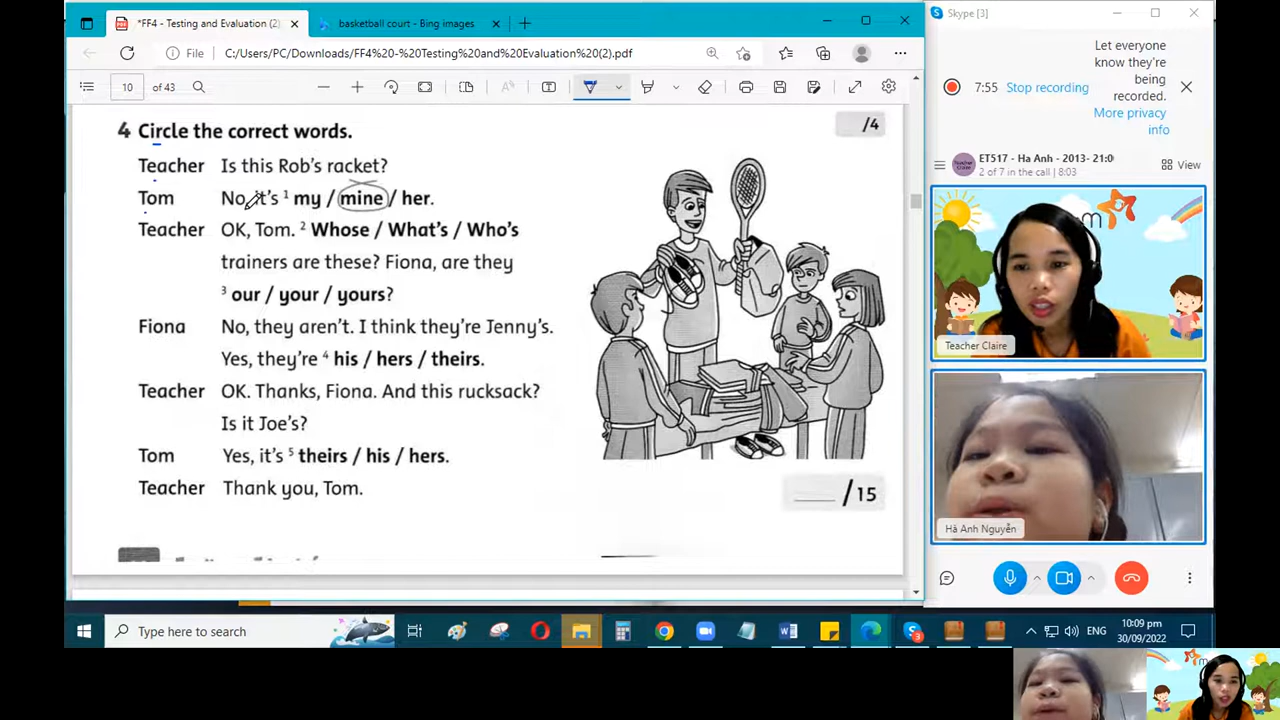 *FF4 - Testing and Evaluation (2)
basketball court - Bing images
File
C:/Users/PC/Downloads/FF4%20-%20Testing%20and%20Evaluation%20(2).pdf
10 of 43
4 Circle the correct words.
/4
Teacher Is this Rob's racket?
Tom No, it's 1 my / mine / her.
Teacher OK, Tom. 2 Whose / What's / Who's
trainers are these? Fiona, are they
3 our / your / yours?
Fiona No, they aren't. I think they're Jenny's.
Yes, they're 4 his / hers / theirs.
Teacher OK. Thanks, Fiona. And this rucksack?
Is it Joe's?
Tom Yes, it's 5 theirs / his / hers.
Teacher Thank you, Tom.
/15
Skype [3]
Let everyone
know they're
being
recorded.
7:55 Stop recording
More privacy
info
ET517 - Ha Anh - 2013- 21:0
2 of 7 in the call | 8:03
View
Teacher Claire
Hà Anh Nguyễn
Type here to search
ENG
10:09 pm
30/09/2022